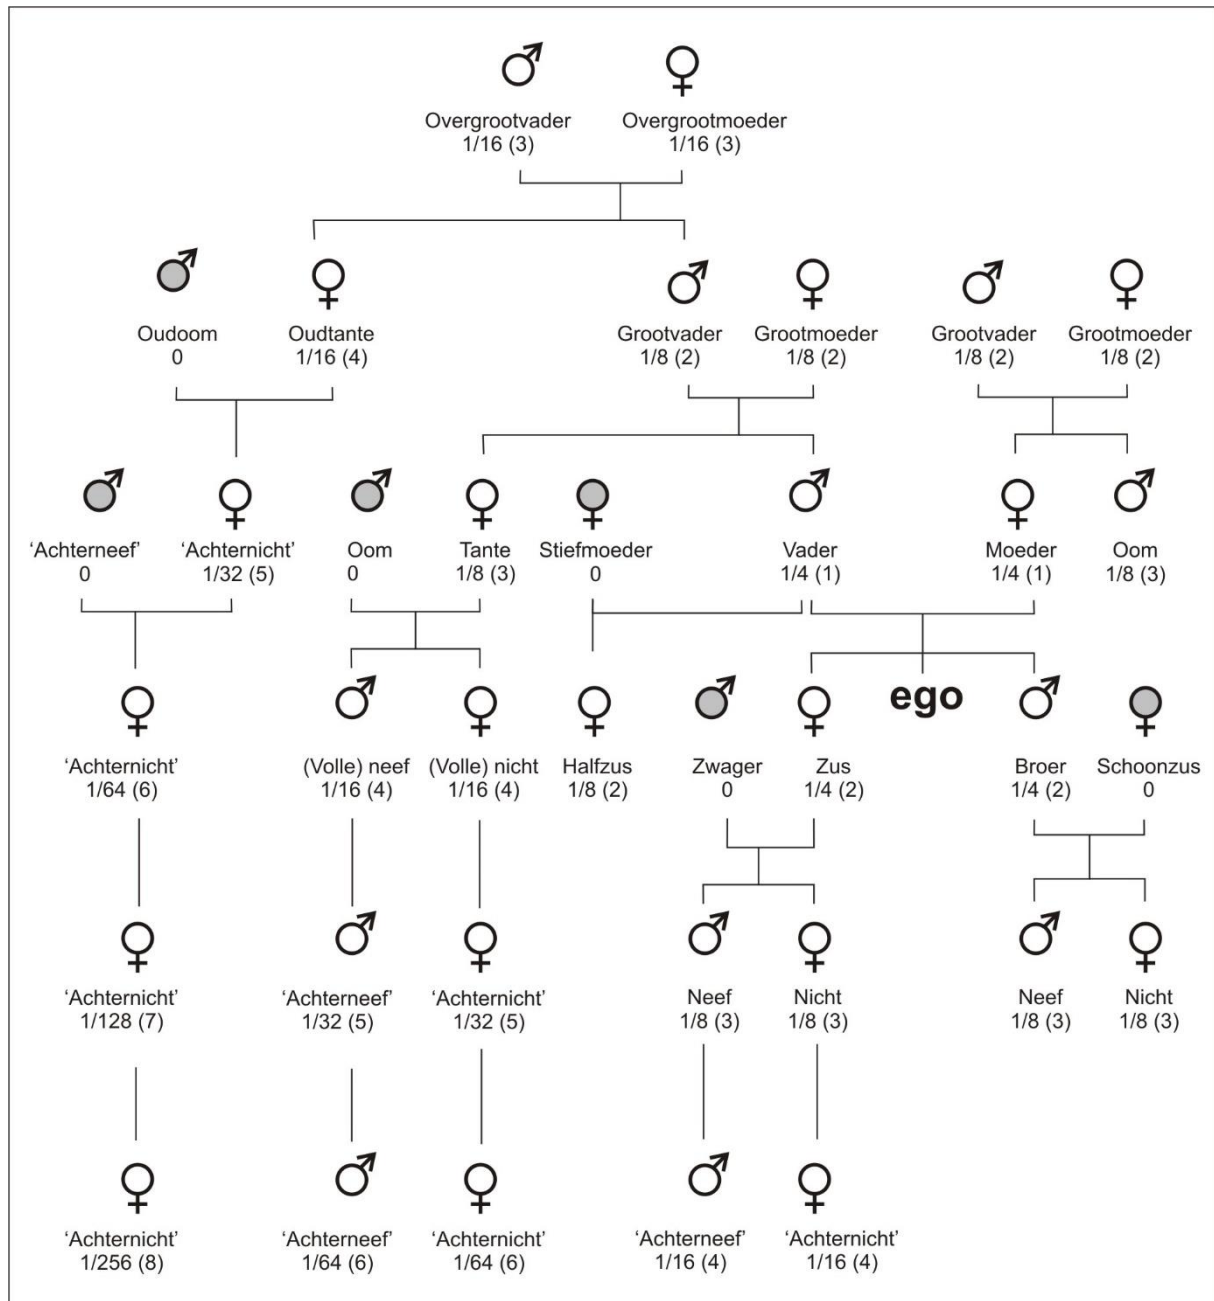 Overgrootvader Overgrootmoeder
1/16 (3) 1/16 (3)
Oudoom Oudtante Grootvader Grootmoeder Grootvader Grootmoeder
0 1/16 (4) 1/8 (2) 1/8 (2) 1/8 (2) 1/8 (2)
‘Achterneef’ ‘Achternicht’ Oom Tante Stiefmoeder Vader Moeder Oom
0 1/32 (5) 0 1/8 (3) 0 1/4 (1) 1/4 (1) 1/8 (3)
ego
‘Achternicht’ (Volle) neef (Volle) nicht Halfzus Zwager Zus Broer Schoonzus
1/64 (6) 1/16 (4) 1/16 (4) 1/8 (2) 0 1/4 (2) 1/4 (2) 0
‘Achternicht’ ‘Achterneef’ ‘Achternicht’ Neef Nicht Neef Nicht
1/128 (7) 1/32 (5) 1/32 (5) 1/8 (3) 1/8 (3) 1/8 (3) 1/8 (3)
‘Achternicht’ ‘Achterneef’ ‘Achternicht’ ‘Achterneef’ ‘Achternicht’
1/256 (8) 1/64 (6) 1/64 (6) 1/16 (4) 1/16 (4)